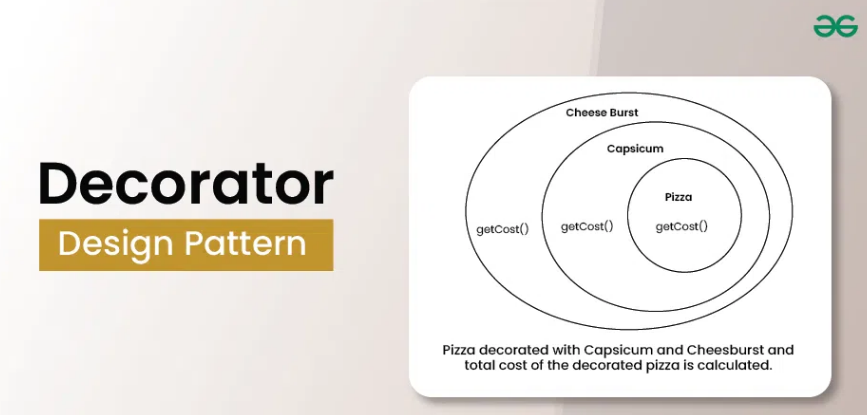 Decorator
Design Pattern
Cheese Burst
Capsicum
Pizza
getCost()
getCost()
getCost()
Pizza decorated with Capsicum and Cheesburst and
total cost of the decorated pizza is calculated.